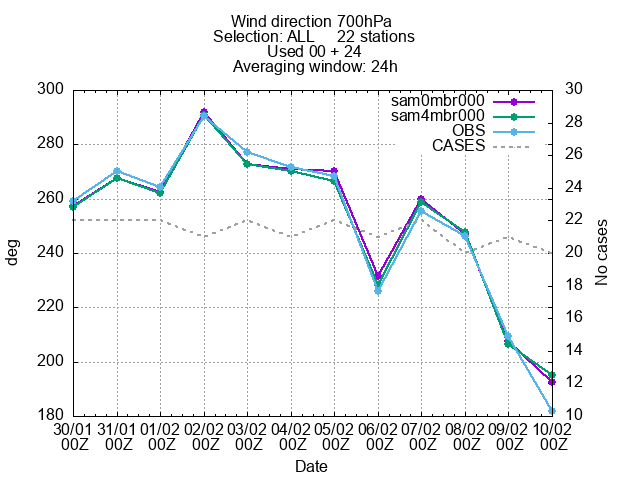 Wind direction 700hPa
Selection: ALL     22 stations
Used 00 + 24
Averaging window: 24h
sam0mbr000
sam4mbr000
OBS
CASES
300
280
260
240
220
200
180
deg
30
28
26
24
22
20
18
16
14
12
10
No cases
30/01 31/01 01/02 02/02 03/02 04/02 05/02 06/02 07/02 08/02 09/02 10/02
00Z 00Z 00Z 00Z 00Z 00Z 00Z 00Z 00Z 00Z 00Z 00Z
Date